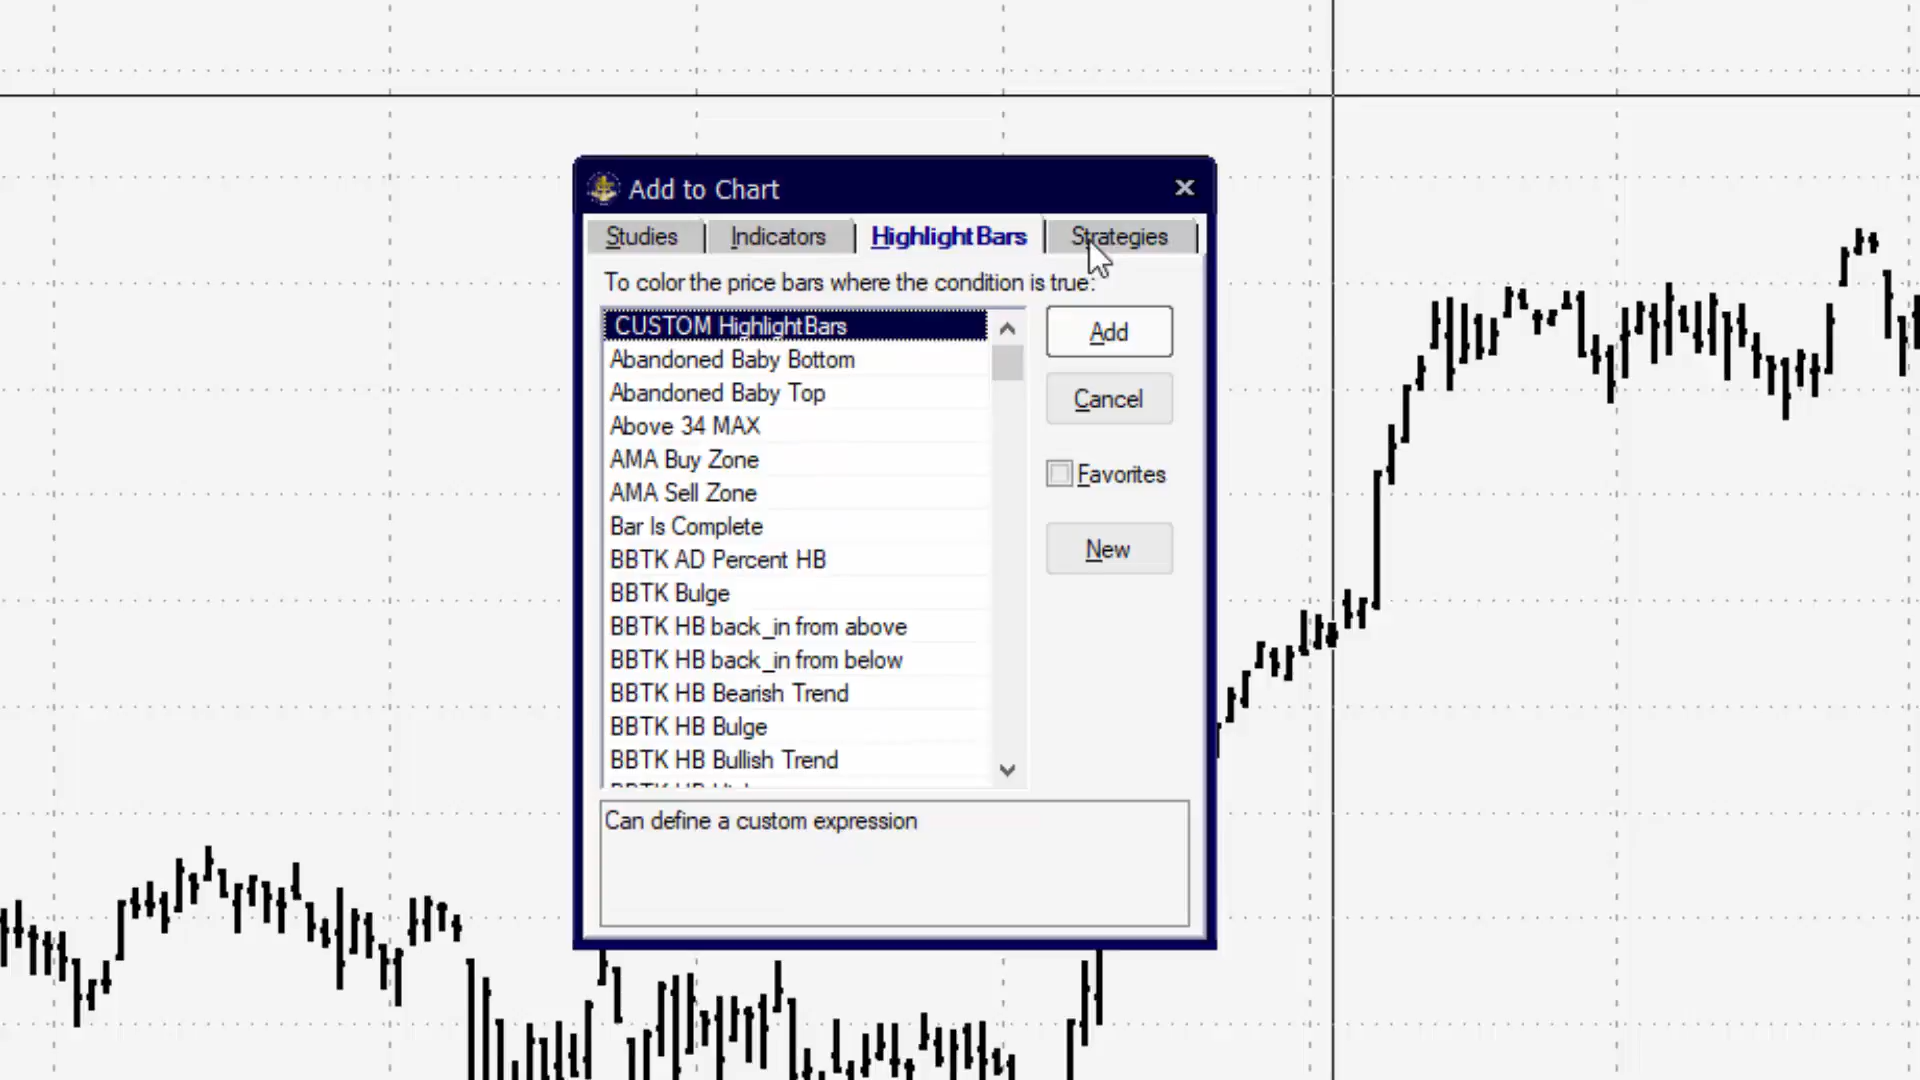 Add to Chart
Studies Indicators HighlightBars Strategies
To color the price bars where the condition is true:
CUSTOM HighlightBars
Abandoned Baby Bottom
Abandoned Baby Top
Above 34 MAX
AMA Buy Zone
AMA Sell Zone
Bar Is Complete
BBTK AD Percent HB
BBTK Bulge
BBTK HB back_in from above
BBTK HB back_in from below
BBTK HB Bearish Trend
BBTK HB Bulge
BBTK HB Bullish Trend
Add
Cancel
Favorites
New
Can define a custom expression